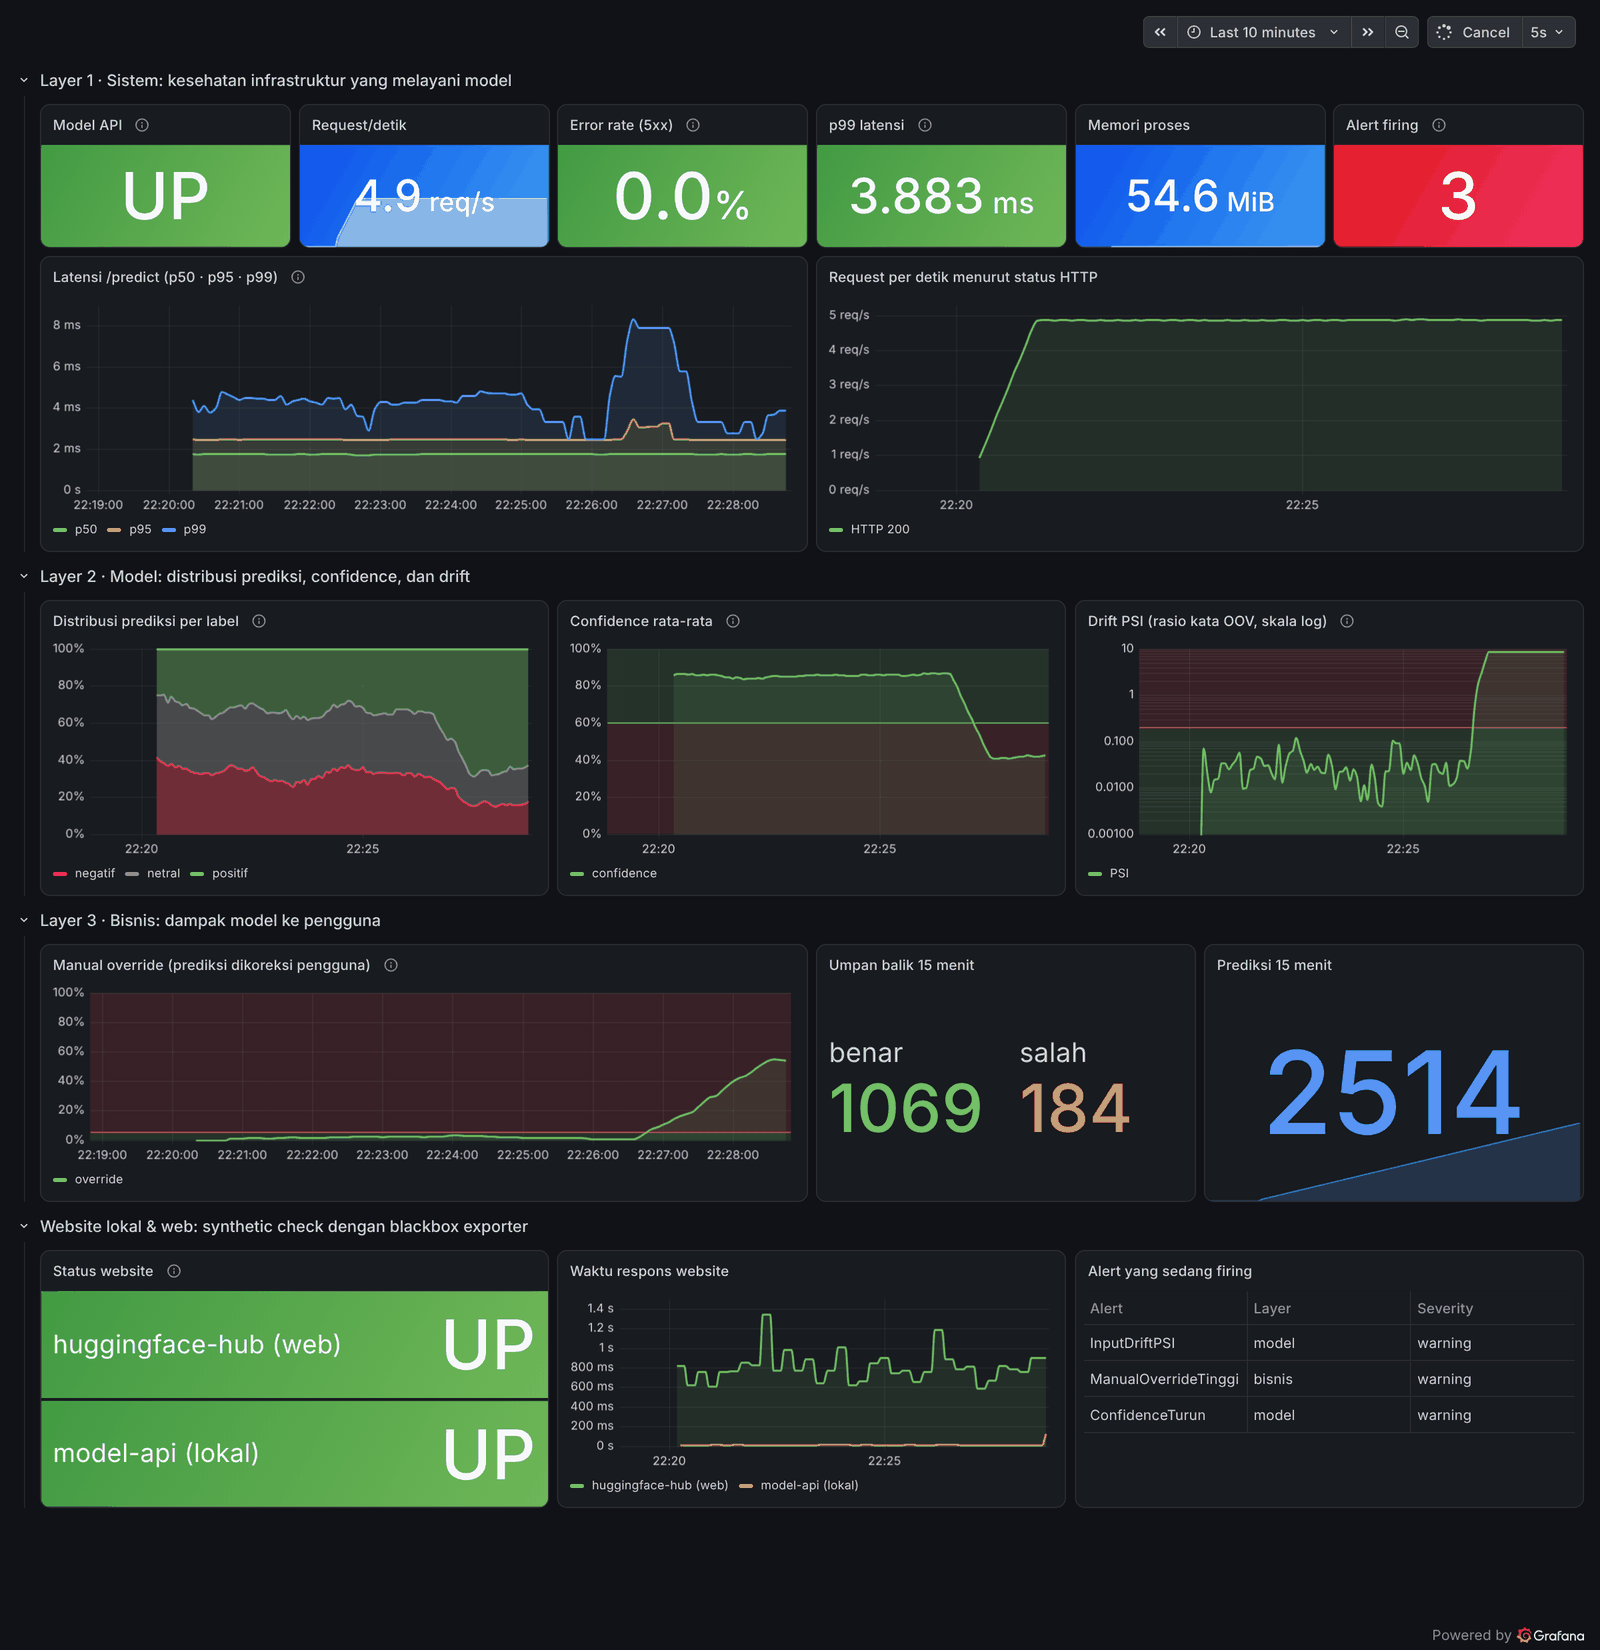 Last 10 minutes
Cancel
5s
Layer 1 · Sistem: kesehatan infrastruktur yang melayani model
Model API
UP
Request/detik
4.9 req/s
Error rate (5xx)
0.0%
p99 latensi
3.883 ms
Memori proses
54.6 MiB
Alert firing
3
Latensi /predict (p50 · p95 · p99)
8 ms
6 ms
4 ms
2 ms
0 s
22:19:00 22:20:00 22:21:00 22:22:00 22:23:00 22:24:00 22:25:00 22:26:00 22:27:00 22:28:00
p50 p95 p99
Request per detik menurut status HTTP
5 req/s
4 req/s
3 req/s
2 req/s
1 req/s
0 req/s
22:20 22:25
HTTP 200
Layer 2 · Model: distribusi prediksi, confidence, dan drift
Distribusi prediksi per label
100%
80%
60%
40%
20%
0%
22:20 22:25
negatif netral positif
Confidence rata-rata
100%
80%
60%
40%
20%
0%
22:20 22:25
confidence
Drift PSI (rasio kata OOV, skala log)
10
1
0.100
0.0100
0.00100
22:20 22:25
PSI
Layer 3 · Bisnis: dampak model ke pengguna
Manual override (prediksi dikoreksi pengguna)
100%
80%
60%
40%
20%
0%
22:19:00 22:20:00 22:21:00 22:22:00 22:23:00 22:24:00 22:25:00 22:26:00 22:27:00 22:28:00
override
Umpan balik 15 menit
benar salah
1069 184
Prediksi 15 menit
2514
Website lokal & web: synthetic check dengan blackbox exporter
Status website
huggingface-hub (web) UP
model-api (lokal) UP
Waktu respons website
1.4 s
1.2 s
1 s
800 ms
600 ms
400 ms
200 ms
0 s
22:20 22:25
huggingface-hub (web) model-api (lokal)
Alert yang sedang firing
Alert Layer Severity
InputDriftPSI model warning
ManualOverrideTinggi bisnis warning
ConfidenceTurun model warning
Powered by Grafana